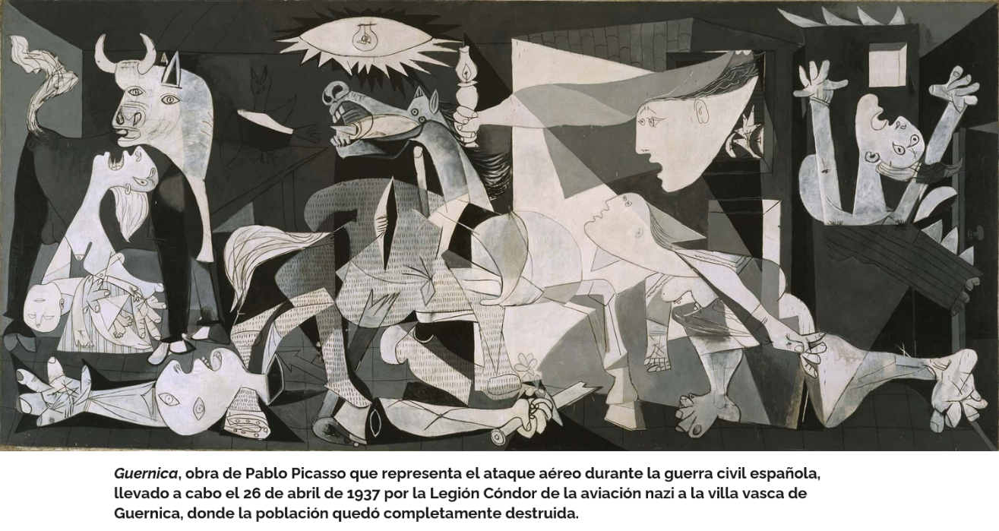 Guernica, obra de Pablo Picasso que representa el ataque aéreo durante la guerra civil española,
llevado a cabo el 26 de abril de 1937 por la Legión Cóndor de la aviación nazi a la villa vasca de
Guernica, donde la población quedó completamente destruida.